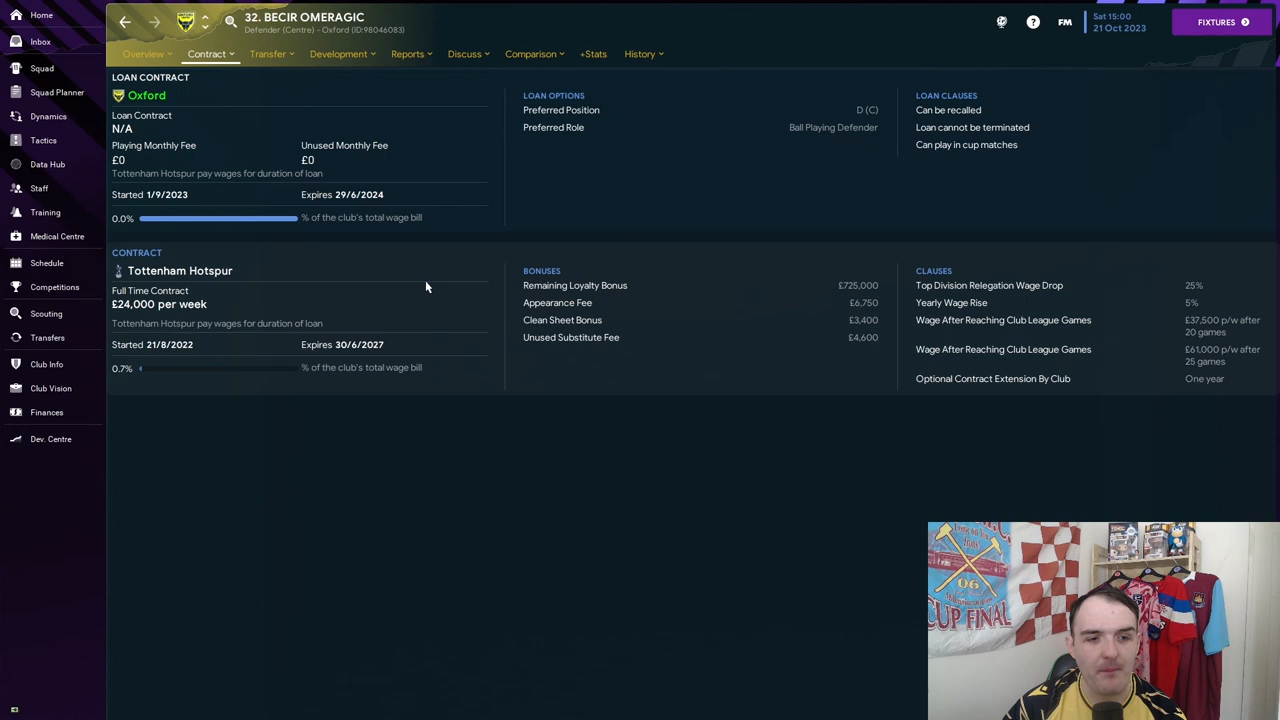 Home
Inbox
Squad
Squad Planner
Dynamics
Tactics
Data Hub
Staff
Training
Medical Centre
Schedule
Competitions
Scouting
Transfers
Club Info
Club Vision
Finances
Dev. Centre
32. BECIR OMERAGIC
Defender (Centre) - Oxford (ID:98046083)
FM
Sat 15:00
21 Oct 2023
FIXTURES
Overview
Contract
Transfer
Development
Reports
Discuss
Comparison
+Stats
History
LOAN CONTRACT
Oxford
Loan Contract
N/A
Playing Monthly Fee Unused Monthly Fee
£0 £0
Tottenham Hotspur pay wages for duration of loan
Started 1/9/2023 Expires 29/6/2024
0.0% % of the club's total wage bill
LOAN OPTIONS
Preferred Position D (C)
Preferred Role Ball Playing Defender
LOAN CLAUSES
Can be recalled
Loan cannot be terminated
Can play in cup matches
CONTRACT
Tottenham Hotspur
Full Time Contract
£24,000 per week
Tottenham Hotspur pay wages for duration of loan
Started 21/8/2022 Expires 30/6/2027
0.7% % of the club's total wage bill
BONUSES
Remaining Loyalty Bonus £725,000
Appearance Fee £6,750
Clean Sheet Bonus £3,400
Unused Substitute Fee £4,600
CLAUSES
Top Division Relegation Wage Drop 25%
Yearly Wage Rise 5%
Wage After Reaching Club League Games £37,500 p/w after
20 games
Wage After Reaching Club League Games £61,000 p/w after
25 games
Optional Contract Extension By Club One year
06
CUP FINAL